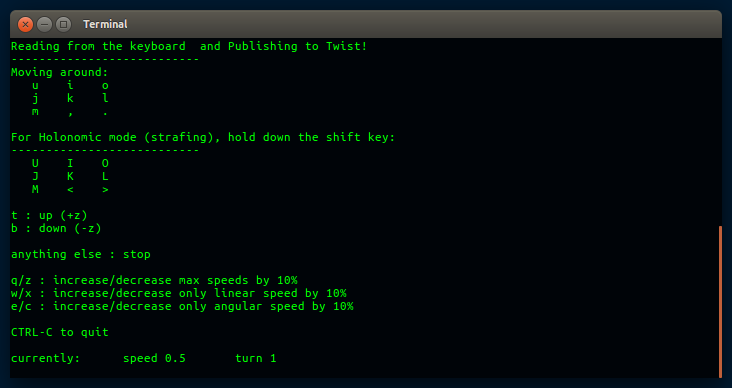 Terminal
Reading from the keyboard  and Publishing to Twist!
---------------------------
Moving around:
   u    i    o
   j    k    l
   m    ,    .
For Holonomic mode (strafing), hold down the shift key:
---------------------------
   U    I    O
   J    K    L
   M    <    >
t : up (+z)
b : down (-z)
anything else : stop
q/z : increase/decrease max speeds by 10%
w/x : increase/decrease only linear speed by 10%
e/c : increase/decrease only angular speed by 10%
CTRL-C to quit
currently:      speed 0.5       turn 1